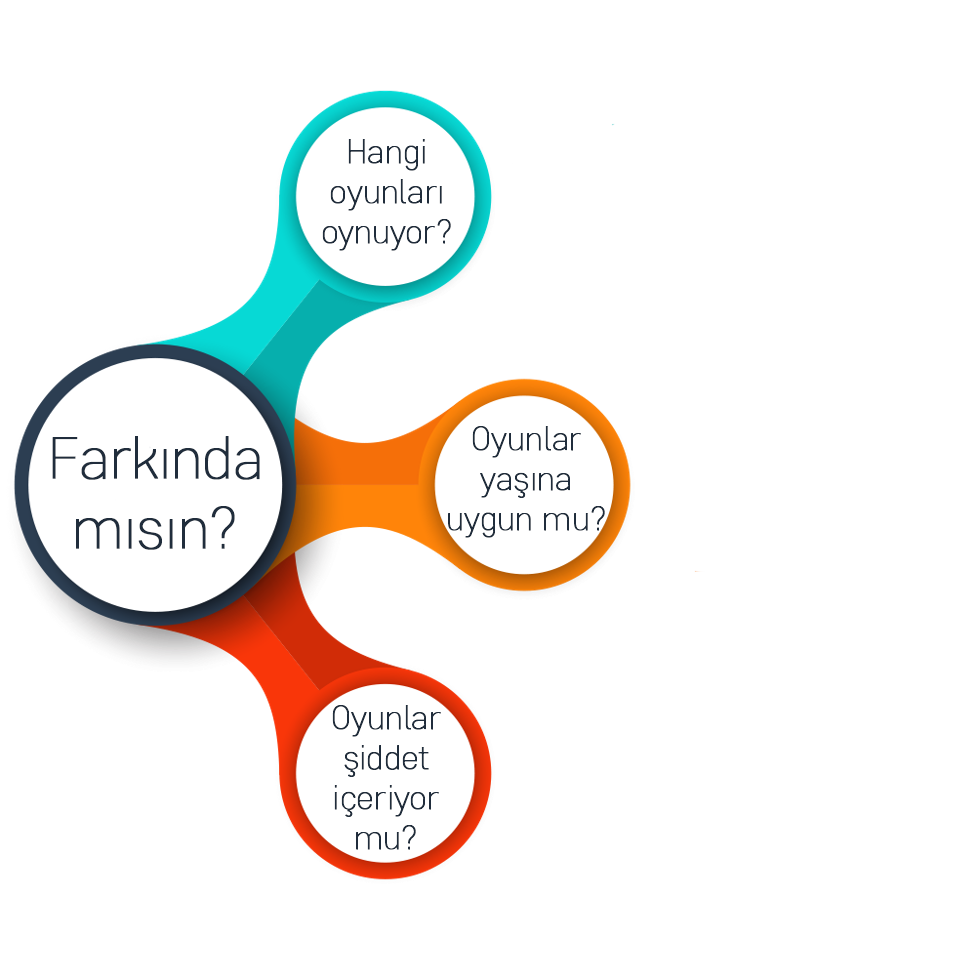 Farkında
mısın?
Hangi
oyunları
oynuyor?
Oyunlar
yaşına
uygun mu?
Oyunlar
şiddet
içeriyor
mu?